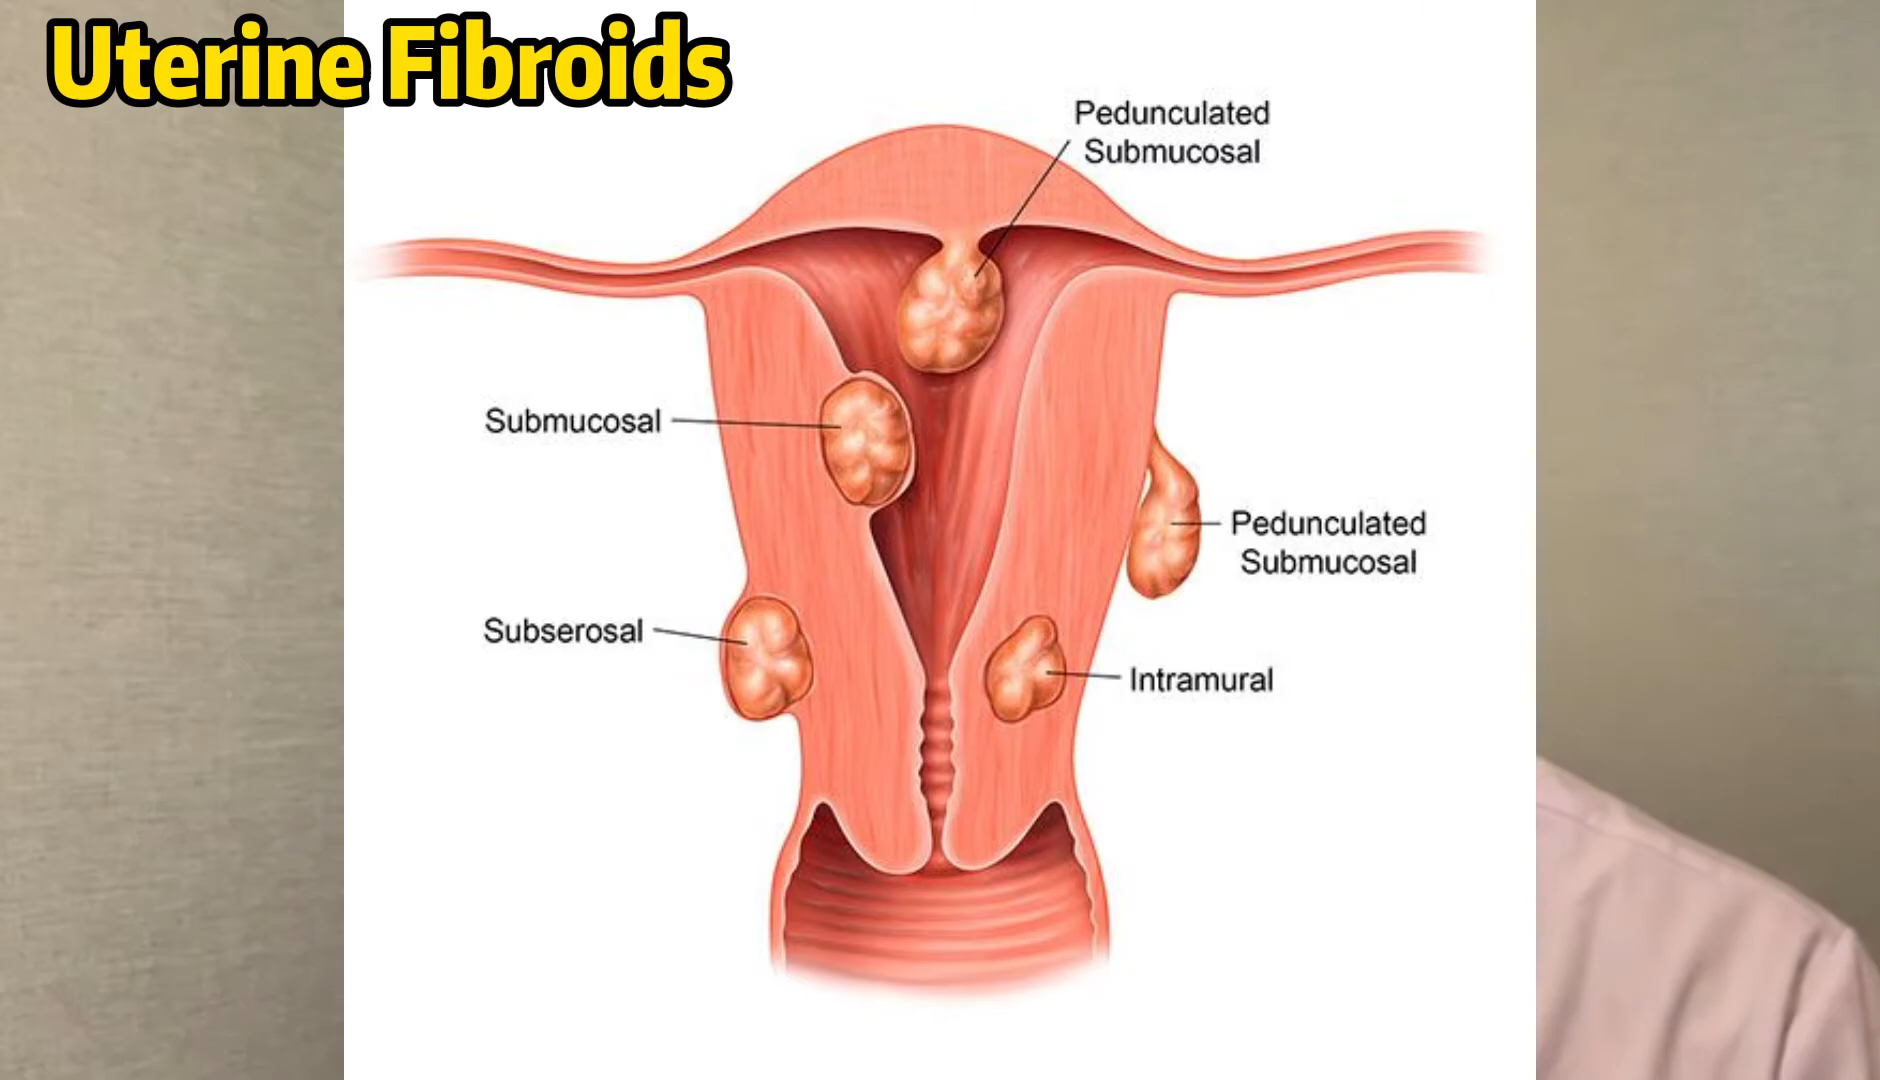 Uterine Fibroids
Pedunculated
Submucosal
Submucosal
Pedunculated
Submucosal
Subserosal
Intramural